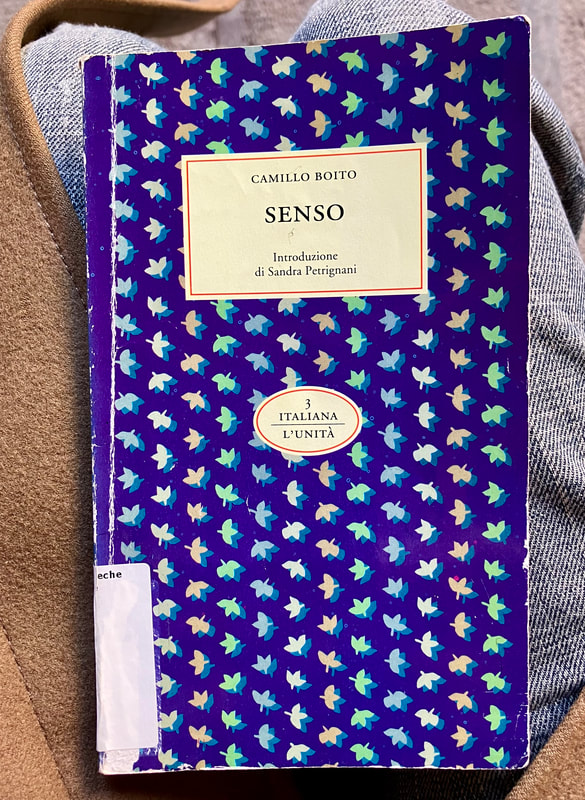 CAMILLO BOITO
SENSO
Introduzione
di Sandra Petrignani
3
ITALIANA
L'UNITÀ
eche